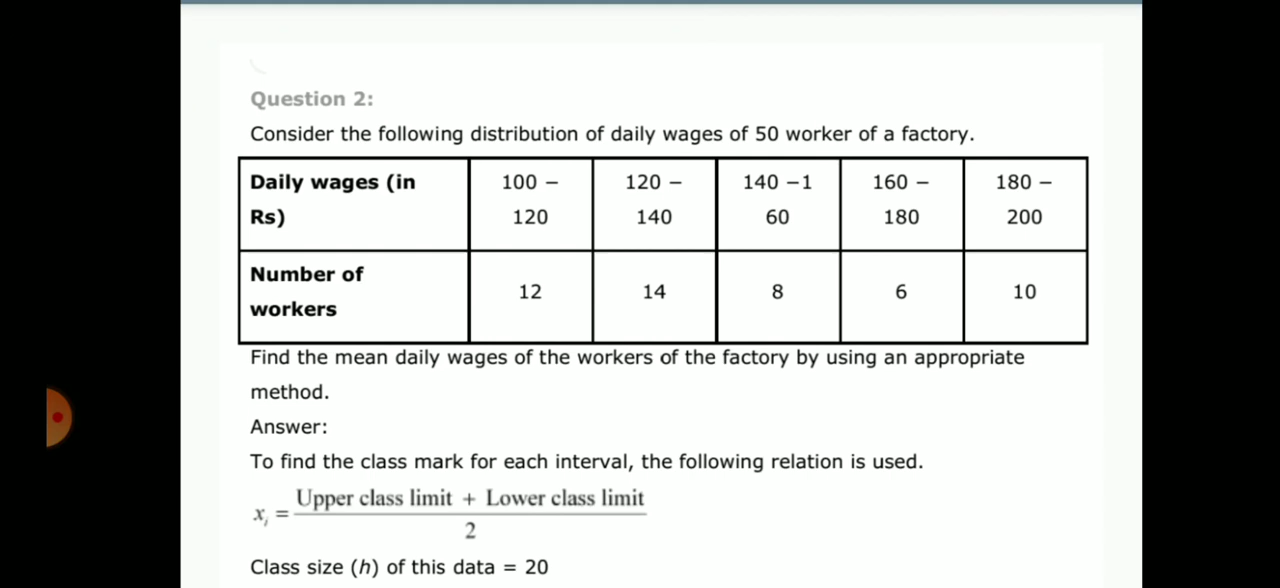 Question 2:
Consider the following distribution of daily wages of 50 worker of a factory.
Daily wages (in Rs) 100 – 120 120 – 140 140 –1 60 160 – 180 180 – 200
Number of workers 12 14 8 6 10
Find the mean daily wages of the workers of the factory by using an appropriate
method.
Answer:
To find the class mark for each interval, the following relation is used.
xi = Upper class limit + Lower class limit / 2
Class size (h) of this data = 20